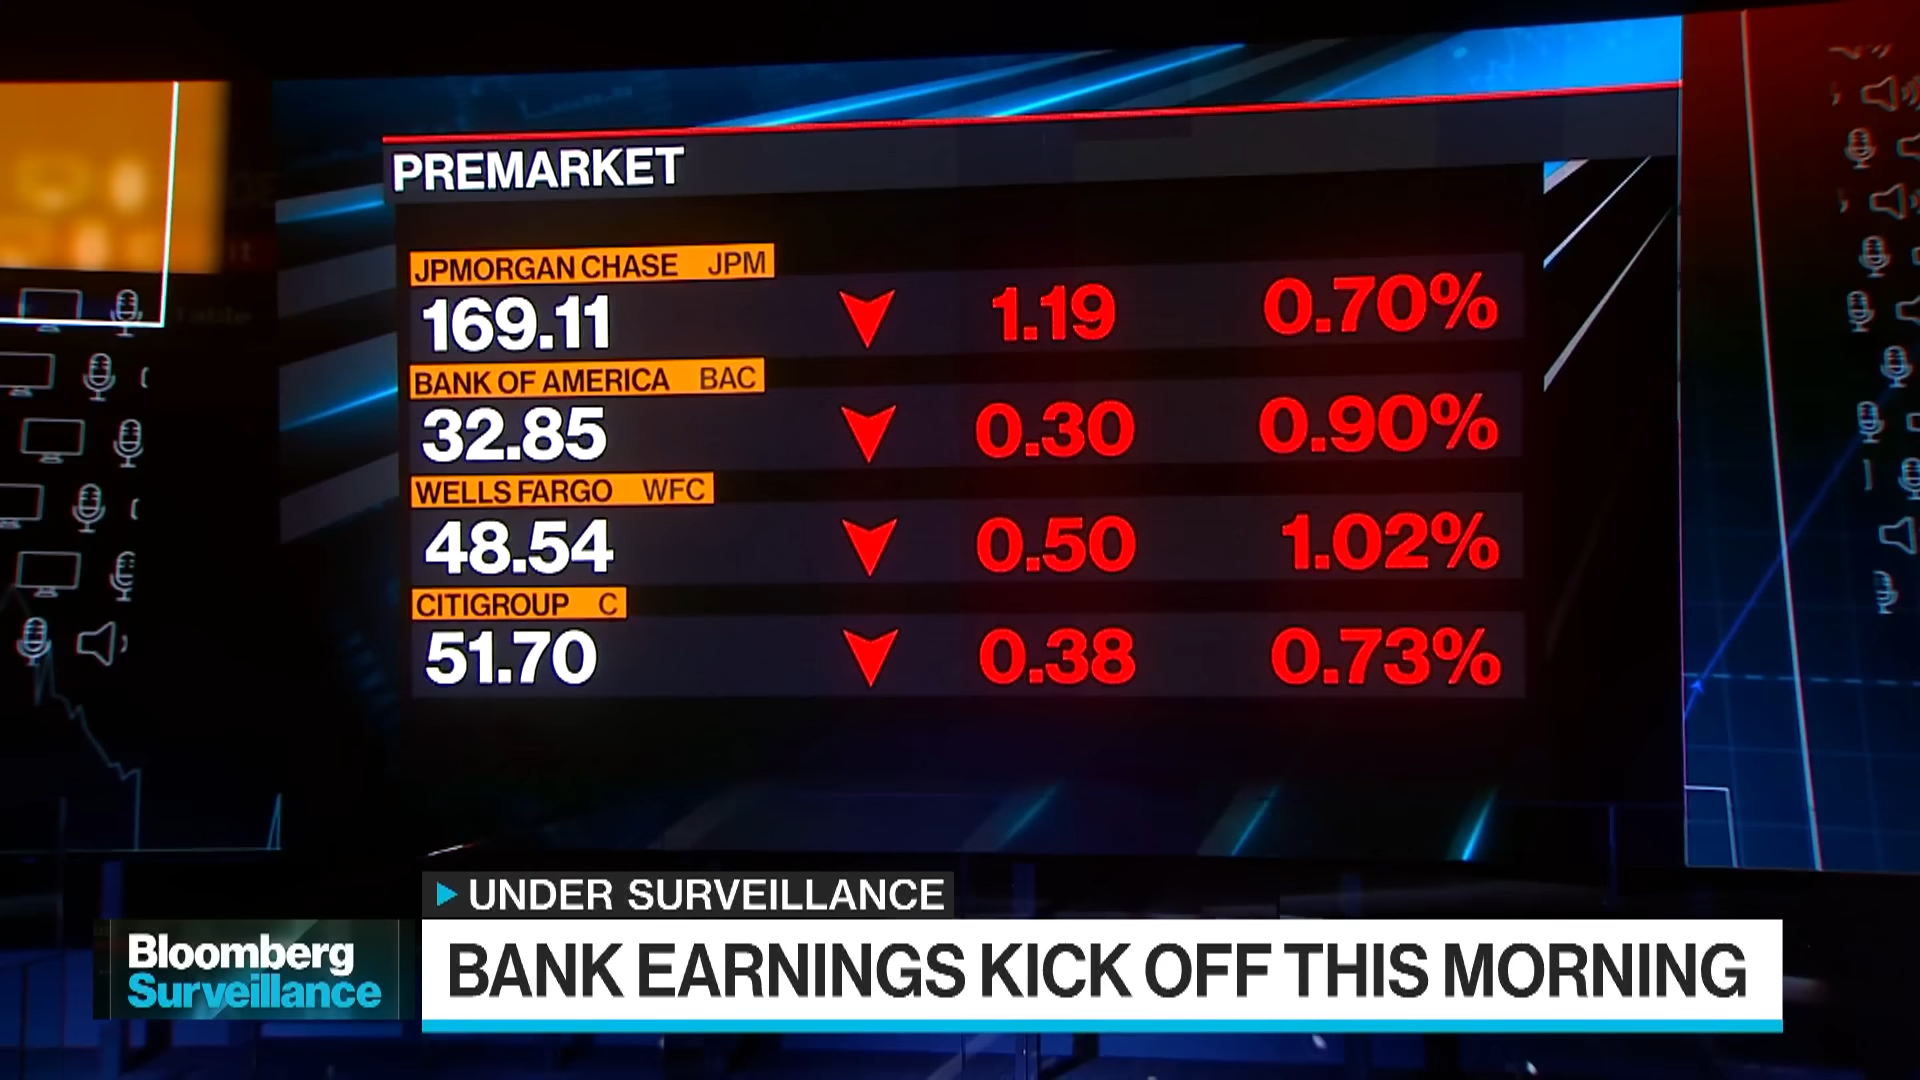 PREMARKET
JPMORGAN CHASE JPM
169.11 1.19 0.70%
BANK OF AMERICA BAC
32.85 0.30 0.90%
WELLS FARGO WFC
48.54 0.50 1.02%
CITIGROUP C
51.70 0.38 0.73%
UNDER SURVEILLANCE
Bloomberg
Surveillance
BANK EARNINGS KICK OFF THIS MORNING